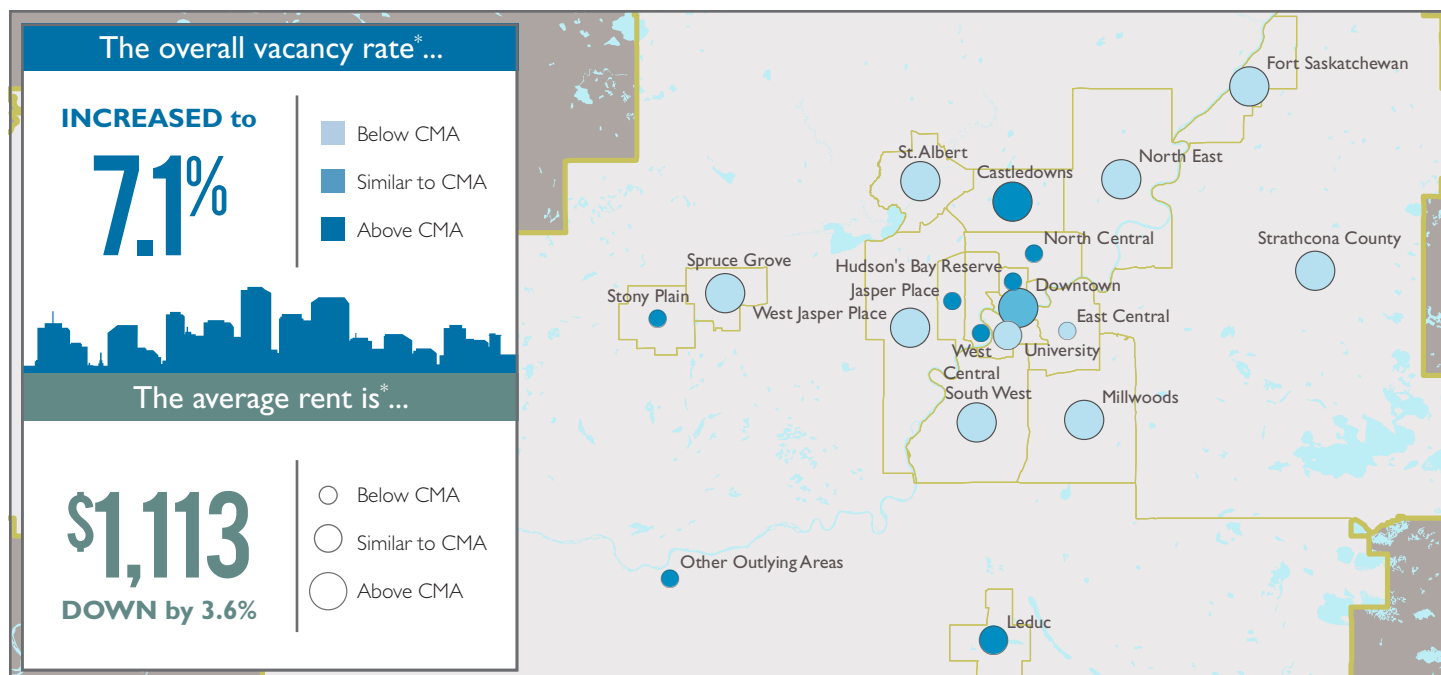 The overall vacancy rate*...
INCREASED to
7.1%
Below CMA
Similar to CMA
Above CMA
The average rent is*...
$1,113
DOWN by 3.6%
Below CMA
Similar to CMA
Above CMA
Fort Saskatchewan
St. Albert
North East
Castledowns
North Central
Strathcona County
Spruce Grove
Hudson's Bay Reserve
Stony Plain
Jasper Place
Downtown
West Jasper Place
East Central
West
Central
University
South West
Millwoods
Other Outlying Areas
Leduc